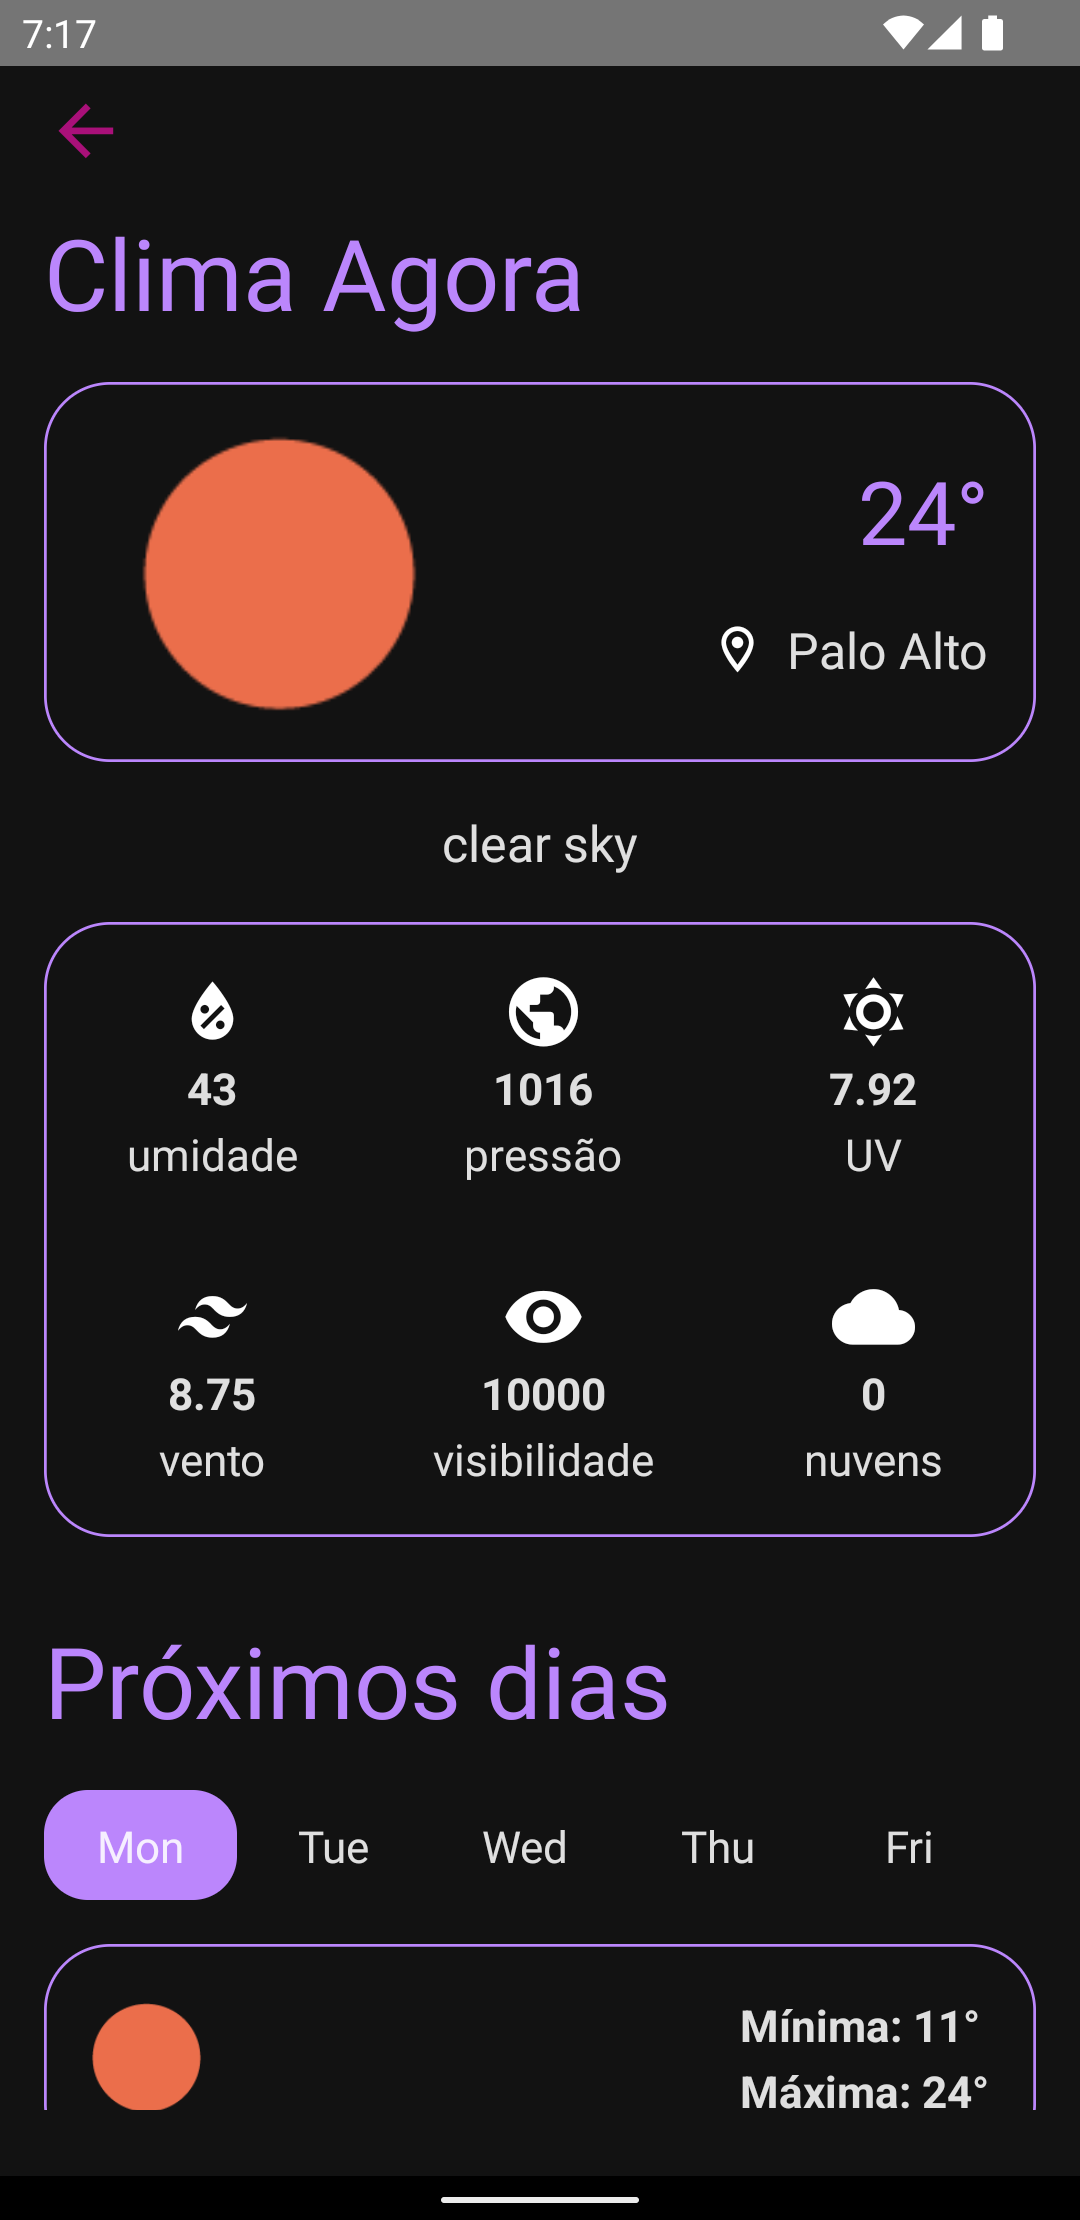 7:17
Clima Agora
24°
Palo Alto
clear sky
43 1016 7.92
umidade pressão UV
8.75 10000 0
vento visibilidade nuvens
Próximos dias
Mon Tue Wed Thu Fri
Mínima: 11°
Máxima: 24°